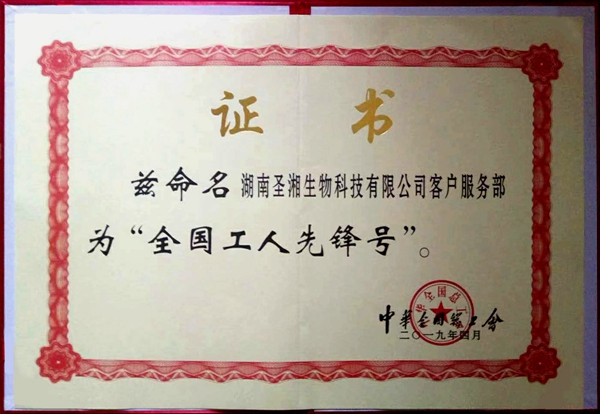 证 书
兹命名湖南圣湘生物科技有限公司客户服务部
为“全国工人先锋号”。
中华全国总工会
二〇一九年四月